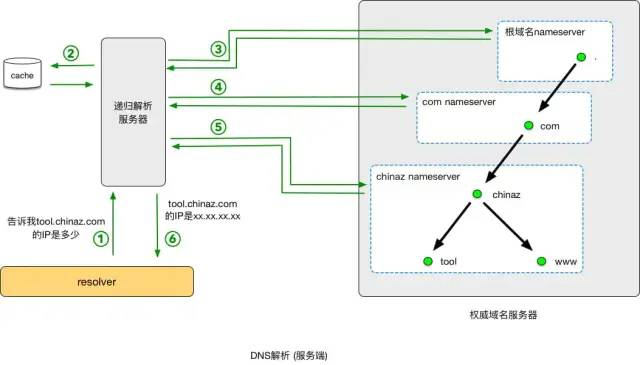 根域名nameserver
.
com nameserver
com
chinaz nameserver
chinaz
tool
www
权威域名服务器
③
②
cache
④
递归解析
服务器
⑤
告诉我tool.chinaz.com
的IP是多少
①
tool.chinaz.com
的IP是xx.xx.xx.xx
⑥
resolver
DNS解析 (服务端)